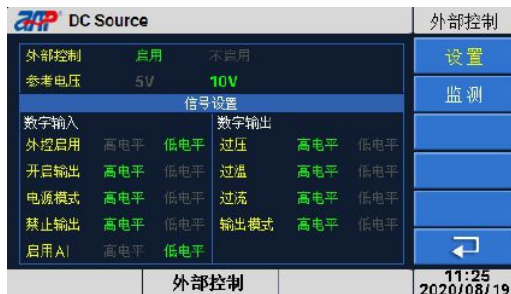 ZAP DC Source
外部控制
外部控制 启用 不启用
参考电压 5V 10V
信号设置
数字输入 数字输出
外控启用 高电平 低电平 过压 高电平 低电平
开启输出 高电平 低电平 过温 高电平 低电平
电源模式 高电平 低电平 过流 高电平 低电平
禁止输出 高电平 低电平 输出模式 高电平 低电平
启用AI 高电平 低电平
设置
监测
外部控制
11:25
2020/08/19